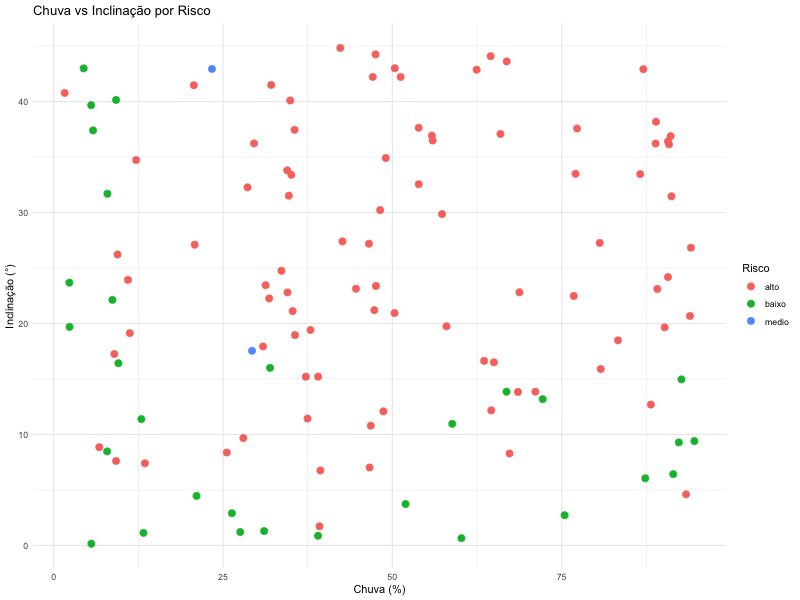 Chuva vs Inclinação por Risco
Inclinação (°)
40
30
20
10
0
0
25
50
75
Chuva (%)
Risco
alto
baixo
medio